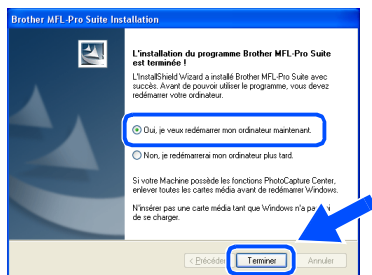 Brother MFL-Pro Suite Installation
L'installation du programme Brother MFL-Pro Suite
est terminée !
L'InstallShield Wizard a installé Brother MFL-Pro Suite avec
succès. Avant de pouvoir utiliser le programme, vous devez
redémarrer votre ordinateur.
Oui, je veux redémarrer mon ordinateur maintenant.
Non, je redémarrerai mon ordinateur plus tard.
Si votre Machine possède les fonctions PhotoCapture Center,
enlever toutes les cartes média avant de redémarrer Windows.
N'insérer pas une carte média tant que Windows n'a pas
de se charger.
< Précéder Terminer Annuler